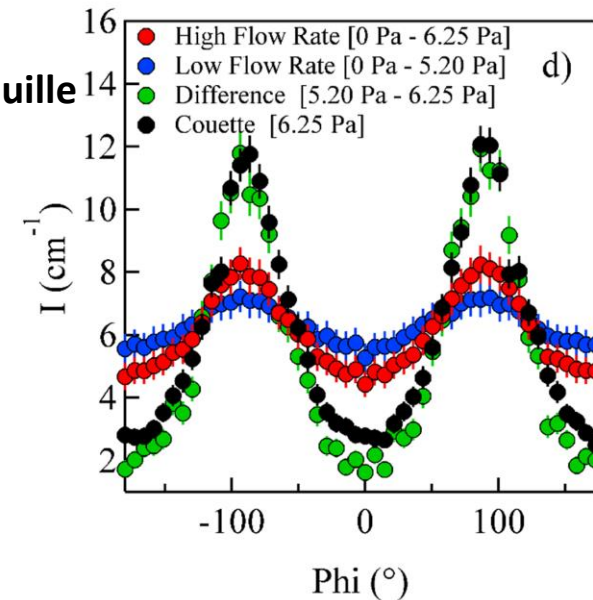 uille
High Flow Rate [0 Pa - 6.25 Pa]
Low Flow Rate [0 Pa - 5.20 Pa]
Difference [5.20 Pa - 6.25 Pa]
Couette [6.25 Pa]
d)
16
14
12
10
8
6
4
2
I (cm-1)
-100
0
100
Phi (°)